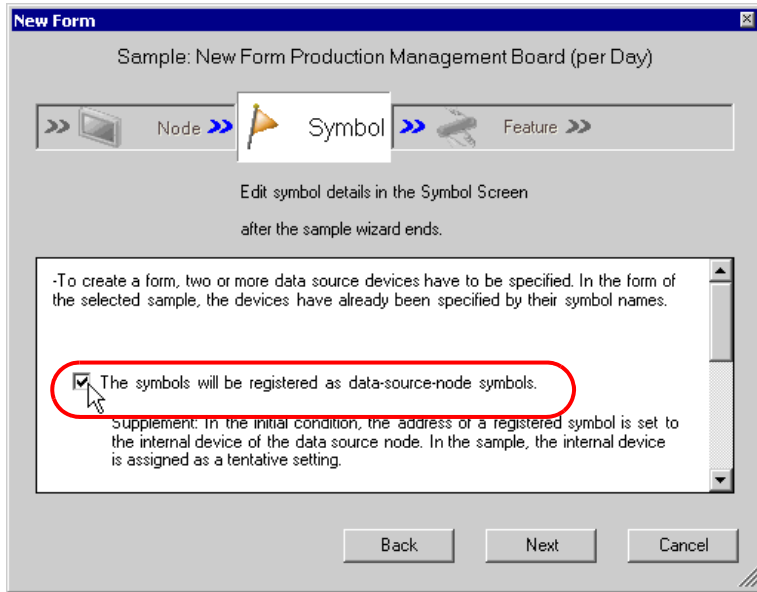 New Form
Sample: New Form Production Management Board (per Day)
Node
Symbol
Feature
Edit symbol details in the Symbol Screen
after the sample wizard ends.
-To create a form, two or more data source devices have to be specified. In the form of
the selected sample, the devices have already been specified by their symbol names.
The symbols will be registered as data-source-node symbols.
Supplement: In the initial condition, the address of a registered symbol is set to
the internal device of the data source node. In the sample, the internal device
is assigned as a tentative setting.
Back
Next
Cancel